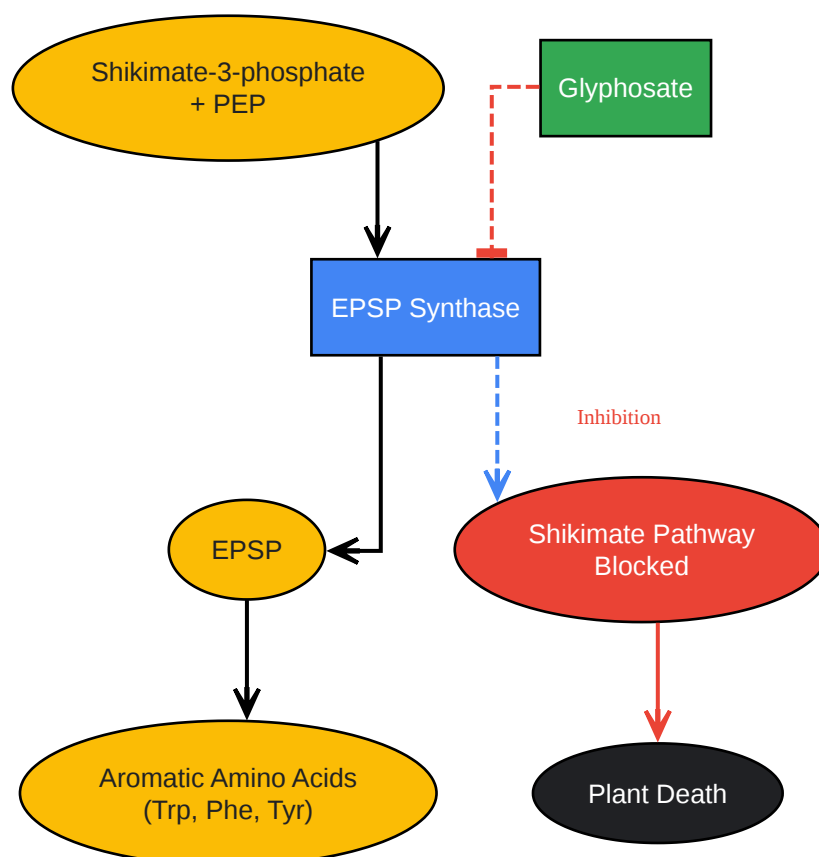 Shikimate-3-phosphate
+ PEP
Glyphosate
EPSP Synthase
Inhibition
EPSP
Shikimate Pathway
Blocked
Aromatic Amino Acids
(Trp, Phe, Tyr)
Plant Death